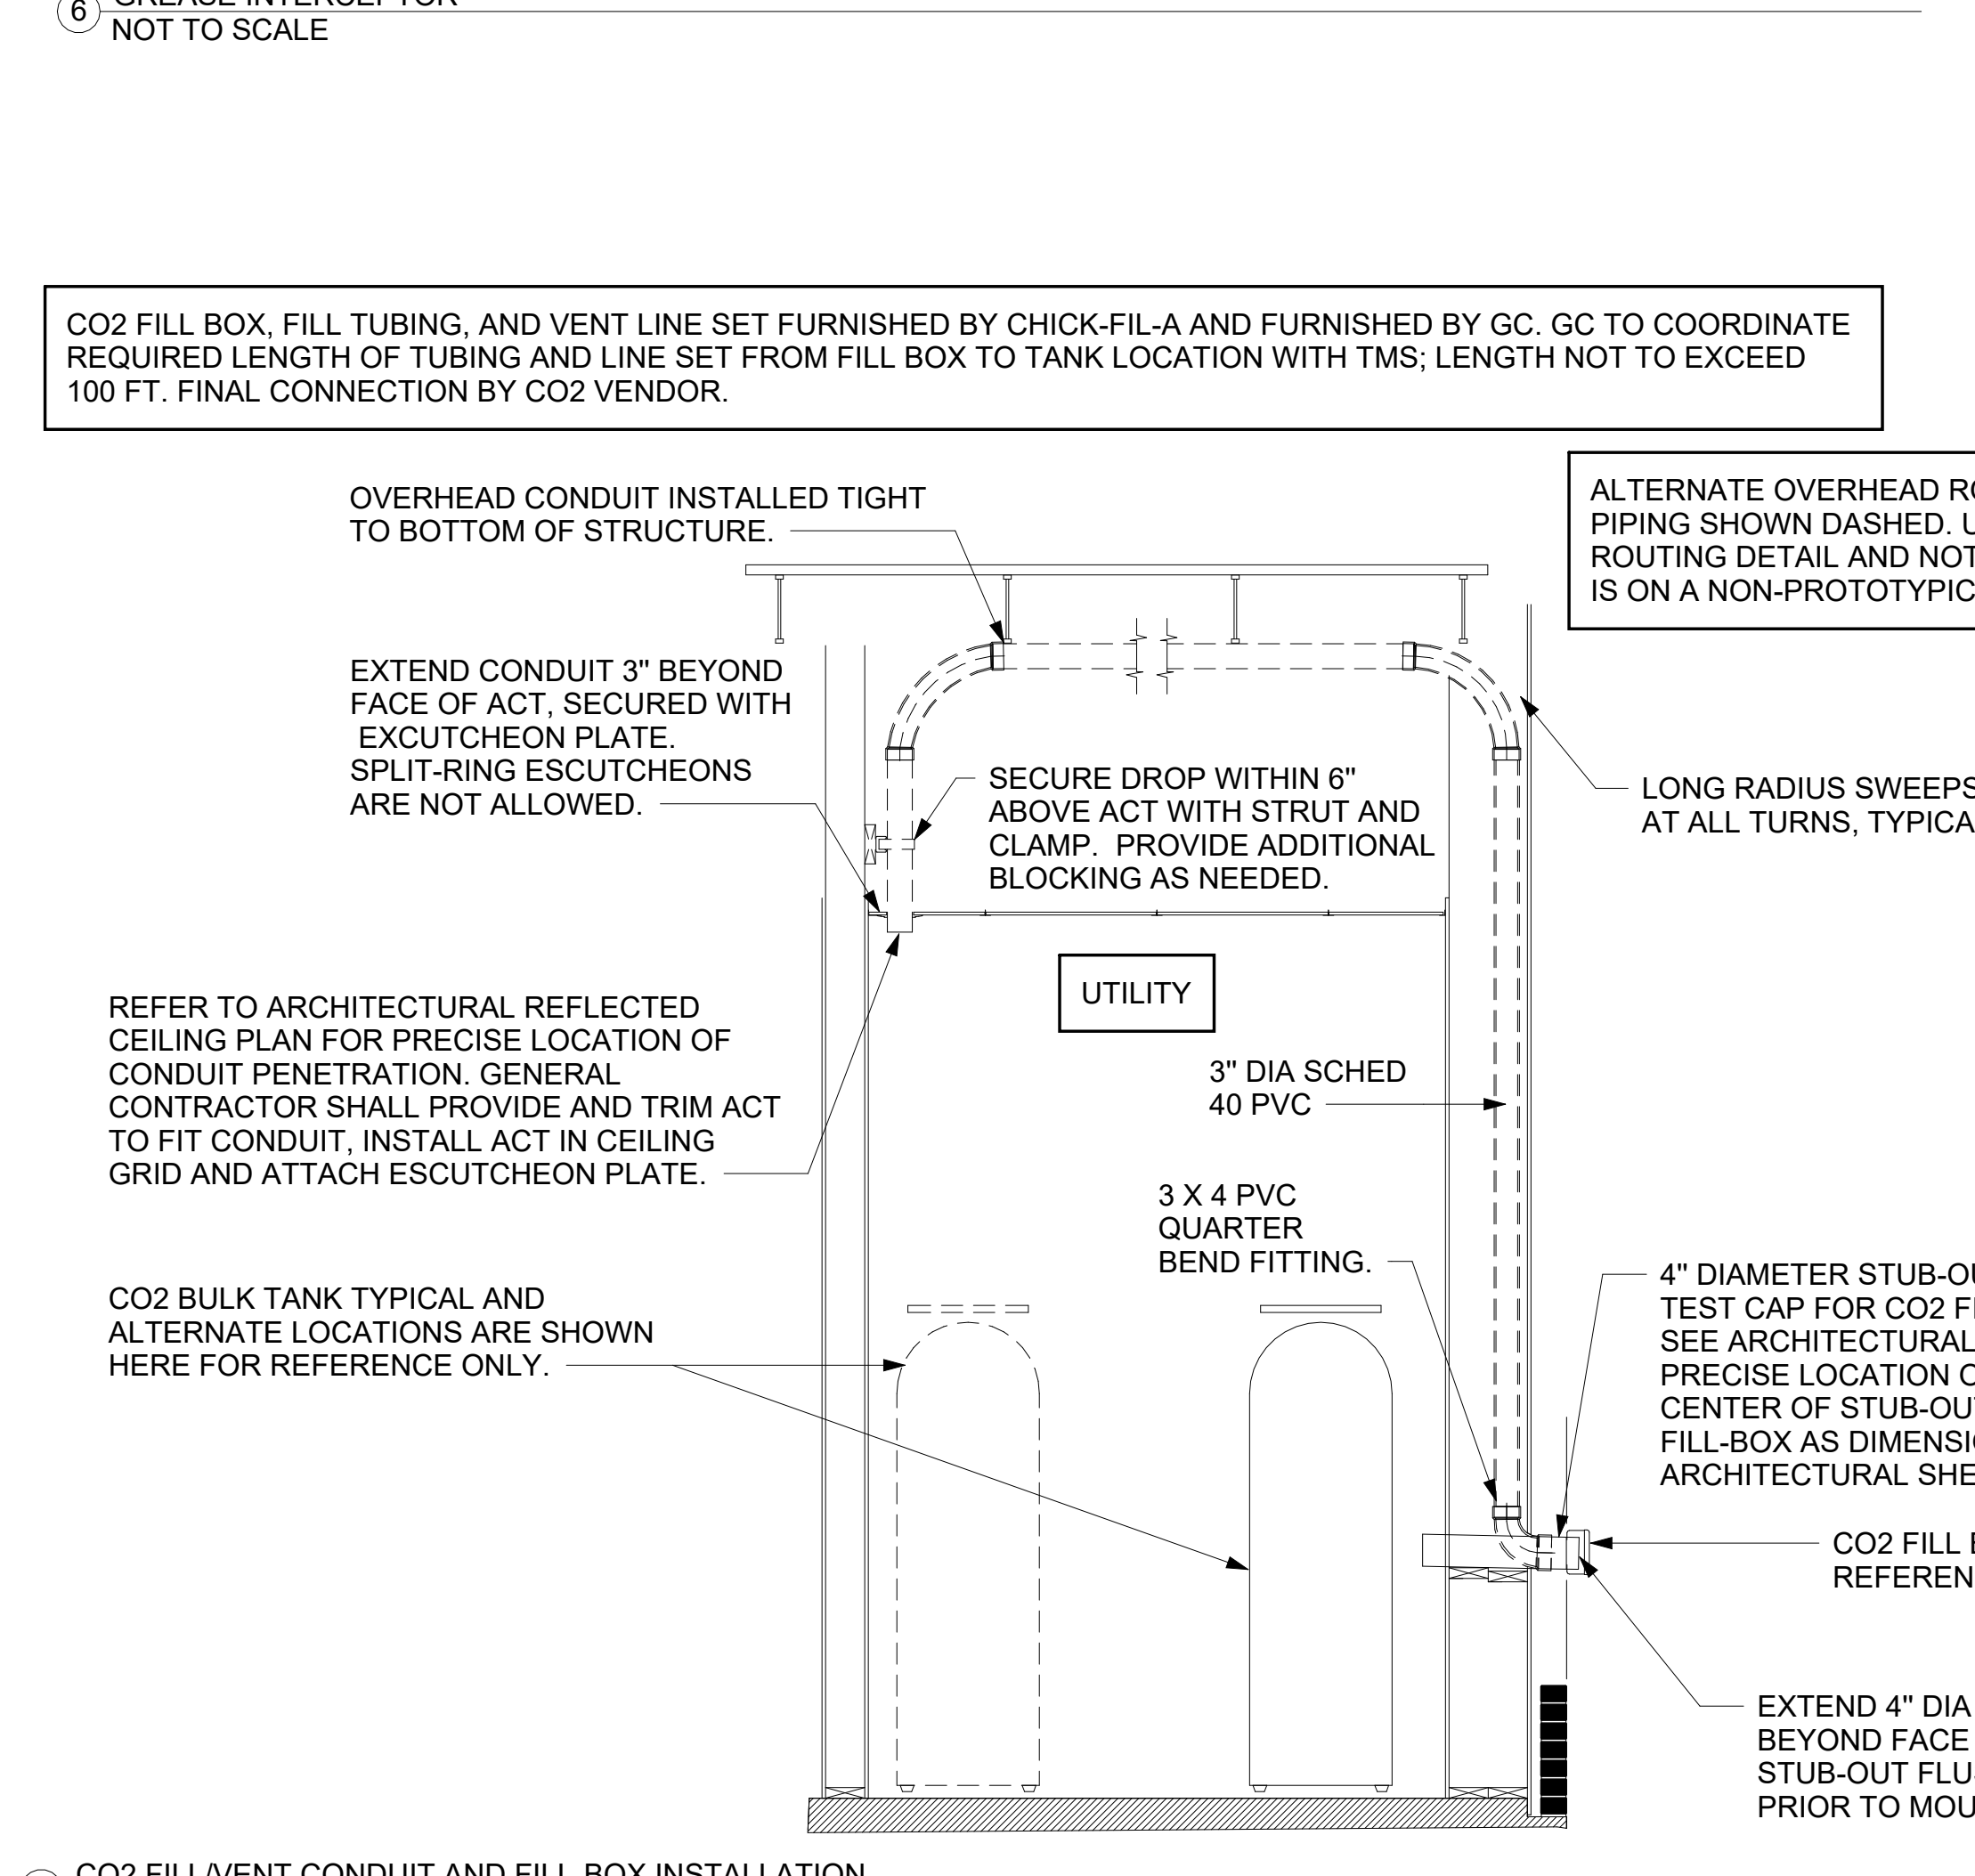 6 GREASE INTERCEPTOR
NOT TO SCALE
CO2 FILL BOX, FILL TUBING, AND VENT LINE SET FURNISHED BY CHICK-FIL-A AND FURNISHED BY GC. GC TO COORDINATE
REQUIRED LENGTH OF TUBING AND LINE SET FROM FILL BOX TO TANK LOCATION WITH TMS; LENGTH NOT TO EXCEED
100 FT. FINAL CONNECTION BY CO2 VENDOR.
ALTERNATE OVERHEAD
PIPING SHOWN DASHED.
ROUTING DETAIL AND
IS ON A
OVERHEAD CONDUIT INSTALLED TIGHT
TO BOTTOM OF STRUCTURE.
EXTEND CONDUIT 3" BEYOND
FACE OF ACT, SECURED WITH
EXCUTCHEON PLATE.
SPLIT-RING ESCUTCHEONS
ARE NOT ALLOWED.
SECURE DROP WITHIN 6"
ABOVE ACT WITH STRUT AND
CLAMP. PROVIDE ADDITIONAL
BLOCKING AS NEEDED.
LONG RADIUS SWEEPS
AT ALL TURNS,
UTILITY
REFER TO ARCHITECTURAL REFLECTED
CEILING PLAN FOR PRECISE LOCATION OF
CONDUIT PENETRATION. GENERAL
CONTRACTOR SHALL PROVIDE AND TRIM ACT
TO FIT CONDUIT, INSTALL ACT IN CEILING
GRID AND ATTACH ESCUTCHEON PLATE.
3" DIA SCHED
40 PVC
3 X 4 PVC
QUARTER
BEND FITTING.
CO2 BULK TANK TYPICAL AND
ALTERNATE LOCATIONS ARE SHOWN
HERE FOR REFERENCE ONLY.
4" DIAMETER
TEST CAP FOR CO2
SEE ARCHITECTURAL
PRECISE LOCATION
CENTER OF
FILL-BOX AS
ARCHITECTURAL
CO2 FILL
EXTEND 4" DIA
BEYOND FACE
STUB-OUT
PRIOR TO
CO2 FILL/VENT CONDUIT AND FILL BOX INSTALLATION